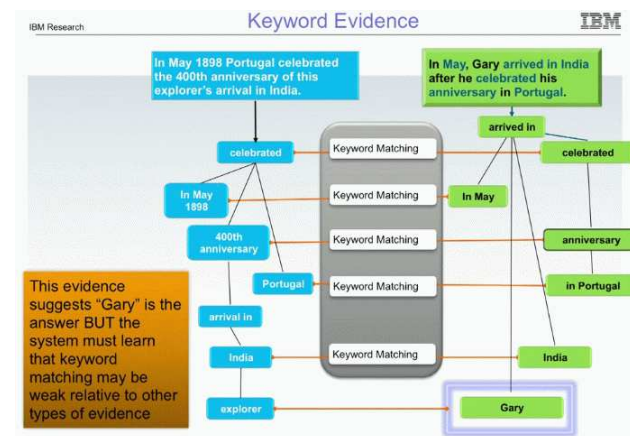 IBM Research
Keyword Evidence
IBM
In May 1898 Portugal celebrated
the 400th anniversary of this
explorer's arrival in India.
In May, Gary arrived in India
after he celebrated his
anniversary in Portugal.
arrived in
celebrated
Keyword Matching
celebrated
In May
1898
Keyword Matching
In May
400th
anniversary
Keyword Matching
anniversary
Portugal
Keyword Matching
in Portugal
arrival in
India
Keyword Matching
India
explorer
Gary
This evidence
suggests "Gary" is the
answer BUT the
system must learn
that keyword
matching may be
weak relative to other
types of evidence